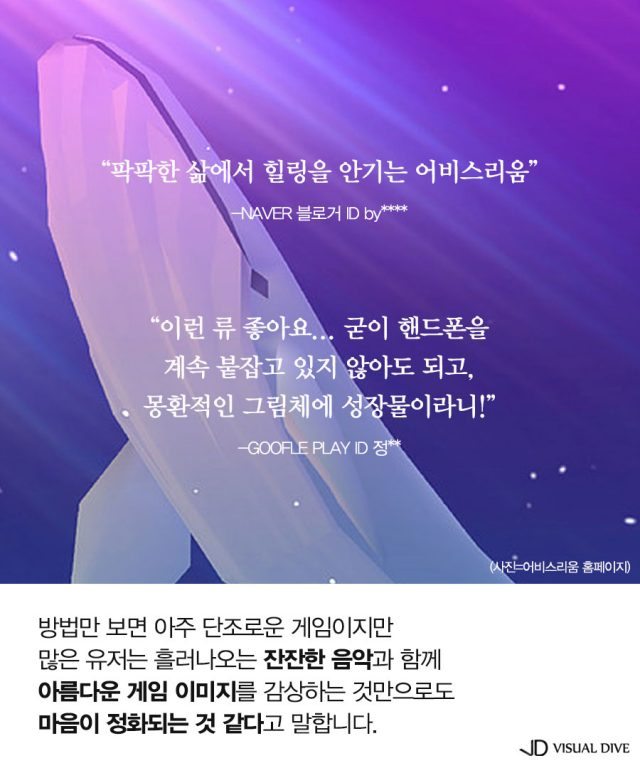 “팍팍한 삶에서 힐링을 안기는 어비스리움”
-NAVER 블로거 ID by****
“이런 류 좋아요... 굳이 핸드폰을
계속 붙잡고 있지 않아도 되고,
몽환적인 그림체에 성장물이라니!”
-GOOFLE PLAY ID 정**
(사진=어비스리움 홈페이지)
방법만 보면 아주 단조로운 게임이지만
많은 유저는 흘러나오는 잔잔한 음악과 함께
아름다운 게임 이미지를 감상하는 것만으로도
마음이 정화되는 것 같다고 말합니다.
VISUAL DIVE